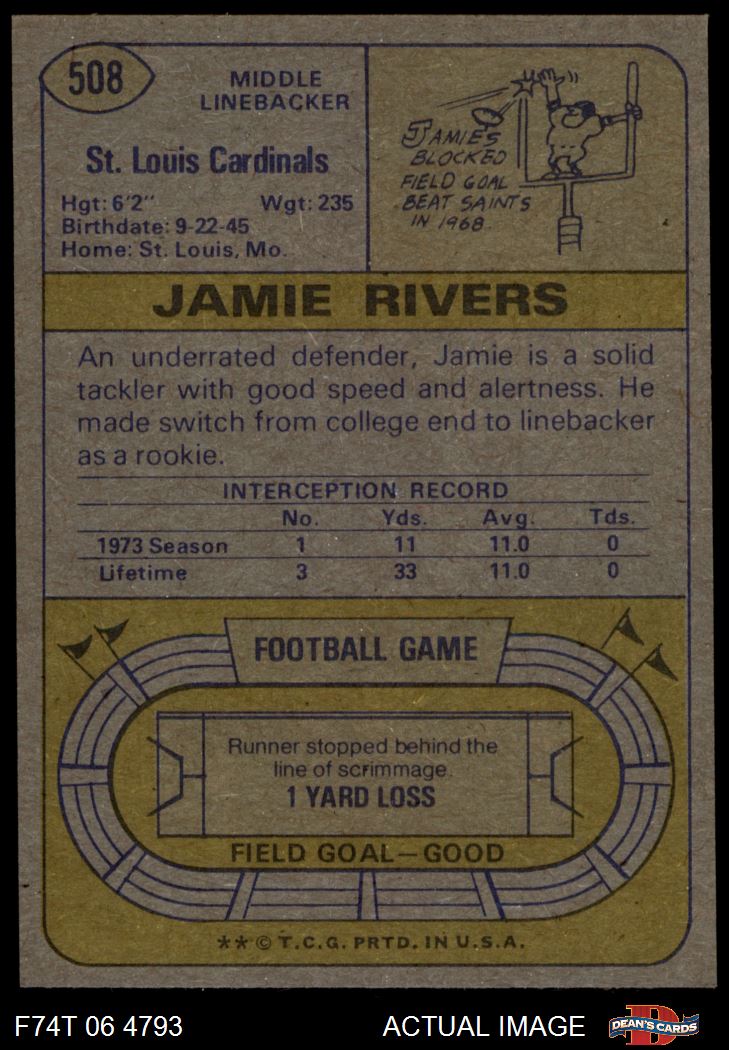 508
MIDDLE
LINEBACKER
St. Louis Cardinals
Hgt: 6'2" Wgt: 235
Birthdate: 9-22-45
Home: St. Louis, Mo.
JAMIE'S
BLOCKED
FIELD GOAL
BEAT SAINTS
IN 1968.
JAMIE RIVERS
An underrated defender, Jamie is a solid
tackler with good speed and alertness. He
made switch from college end to linebacker
as a rookie.
INTERCEPTION RECORD
No. Yds. Avg. Tds.
1973 Season 1 11 11.0 0
Lifetime 3 33 11.0 0
FOOTBALL GAME
Runner stopped behind the
line of scrimmage.
1 YARD LOSS
FIELD GOAL—GOOD
** © T.C.G. PRTD. IN U.S.A.
F74T 06 4793 ACTUAL IMAGE
D
DEAN'S CARDS